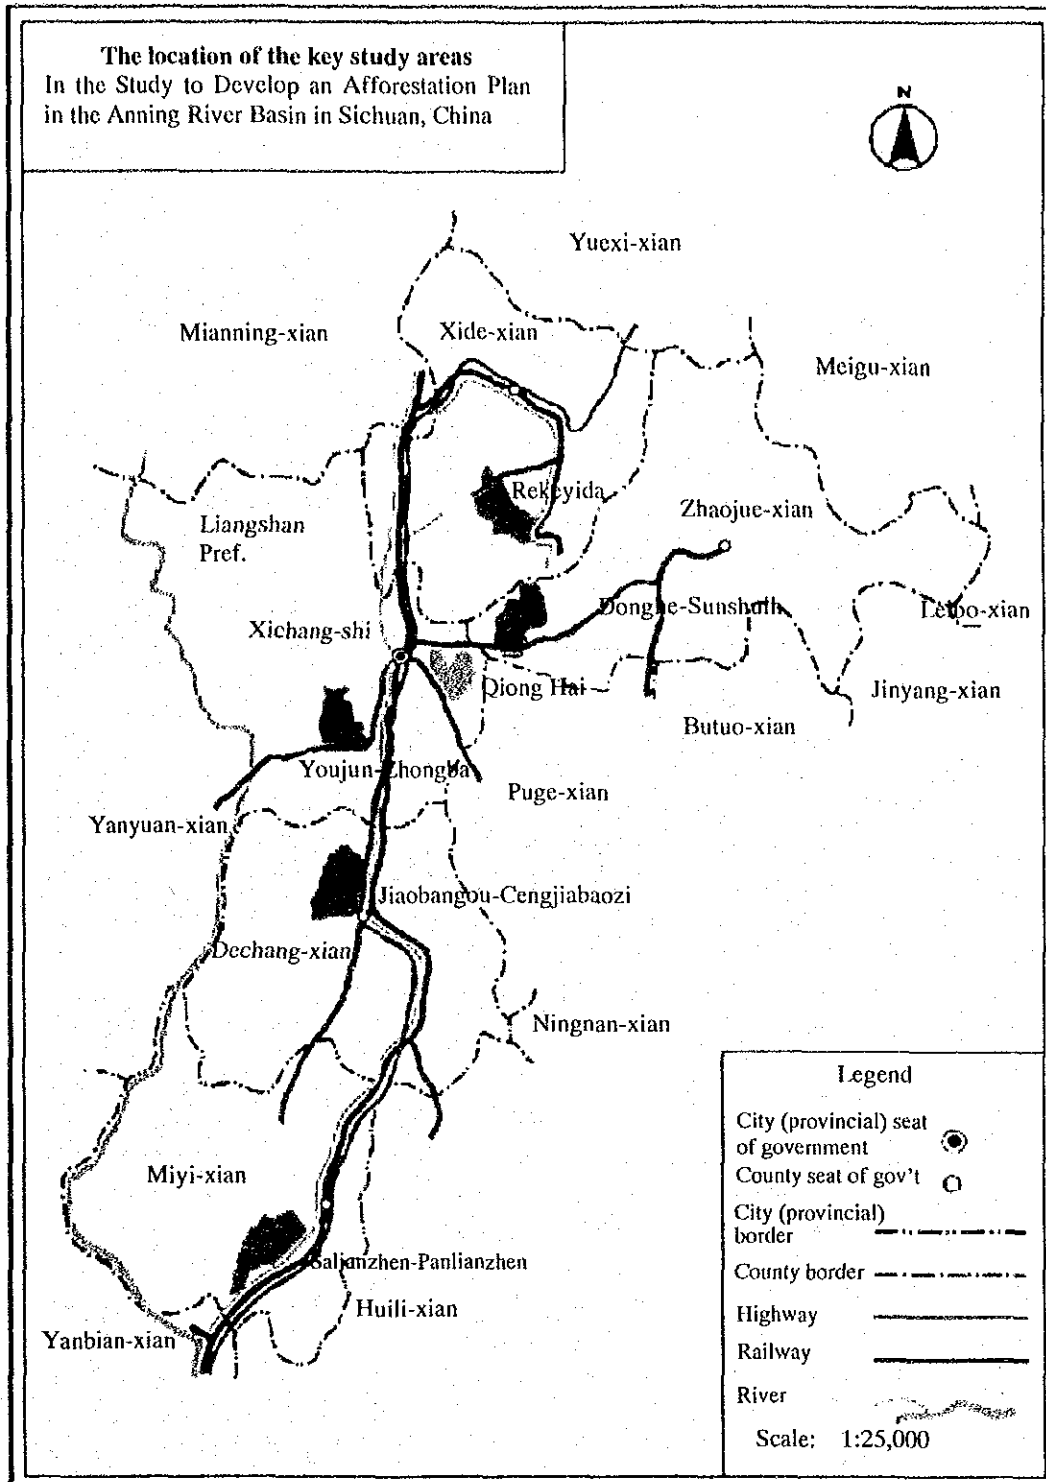 The location of the key study areas
In the Study to Develop an Afforestation Plan
in the Anning River Basin in Sichuan, China
N
Yuexi-xian
Mianning-xian
Xide-xian
Meigu-xian
Rekeyida
Zhaojue-xian
Liangshan
Pref.
Xichang-shi
Qiong Hai
Jinyang-xian
Butuo-xian
Youjun-Zhongba
Puge-xian
Yanyuan-xian
Jiaobangou-Cengjiabaozi
Dechang-xian
Ningnan-xian
Miyi-xian
Salianzhen-Panlianzhen
Huili-xian
Yanbian-xian
Legend
City (provincial) seat
of government
County seat of gov't
City (provincial)
border
County border
Highway
Railway
River
Scale: 1:25,000